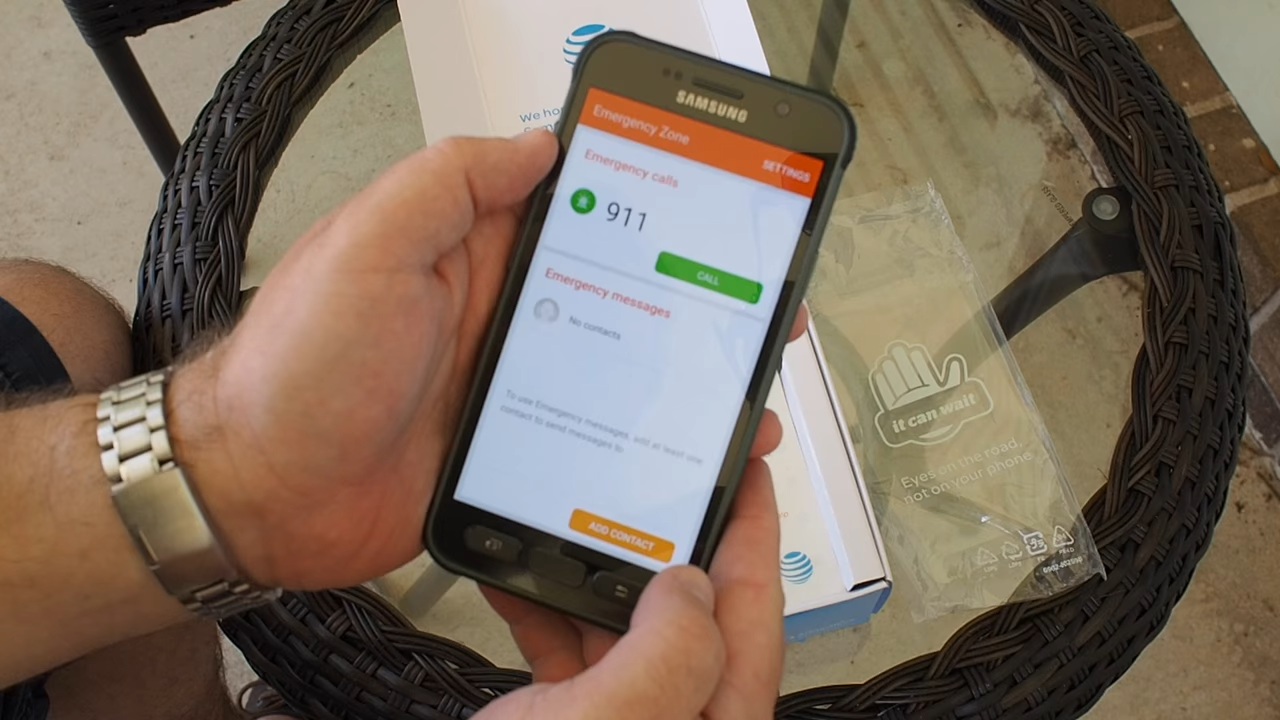 We ho
SAMSUNG
Emergency Zone
SETTINGS
Emergency calls
911
CALL
Emergency messages
No contacts
To use Emergency messages, add at least one
contact to send messages to
ADD CONTACT
it can wait
Eyes on the road,
not on your phone.